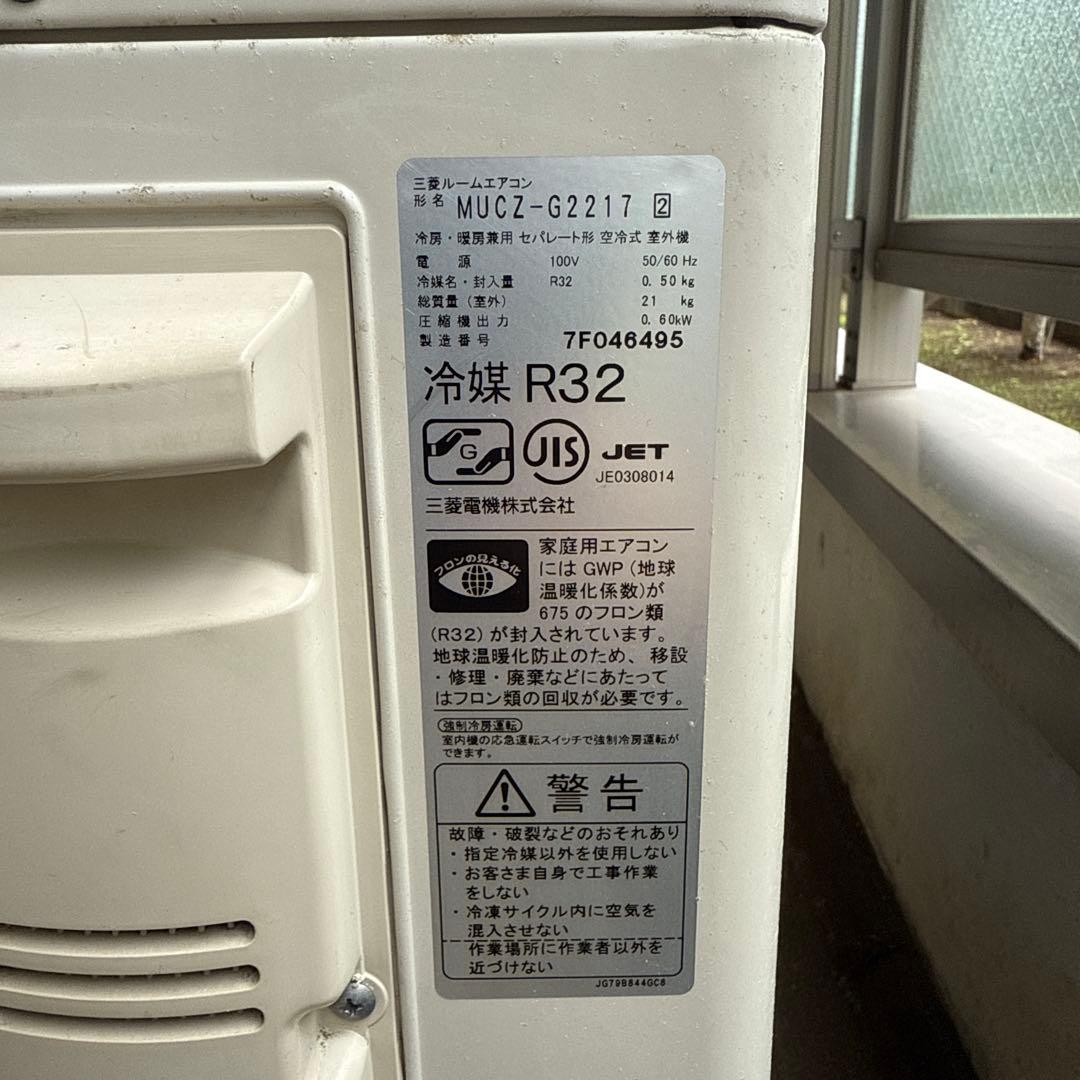 三菱ルームエアコン
形名 MUCZ-G2217 2
冷房・暖房兼用 セパレート形 空冷式 室外機
電源 100V 50/60 Hz
冷媒名・封入量 R32 0.50 kg
総質量（室外） 21 kg
圧縮機出力 0.60kW
製造番号 7F046495
冷媒 R32
G JIS JET
JE0308014
三菱電機株式会社
フロンの見える化
家庭用エアコン
には GWP (地球
温暖化係数)が
675 のフロン類
(R32) が封入されています。
地球温暖化防止のため、移設
・修理・廃棄などにあたって
はフロン類の回収が必要です。
強制冷房運転
室内機の応急運転スイッチで強制冷房運転が
できます。
警告
故障・破裂などのおそれあり
・指定冷媒以外を使用しない
・お客さま自身で工事作業
をしない
・冷凍サイクル内に空気を
混入させない
作業場所に作業者以外を
近づけない
JG79B844GC8